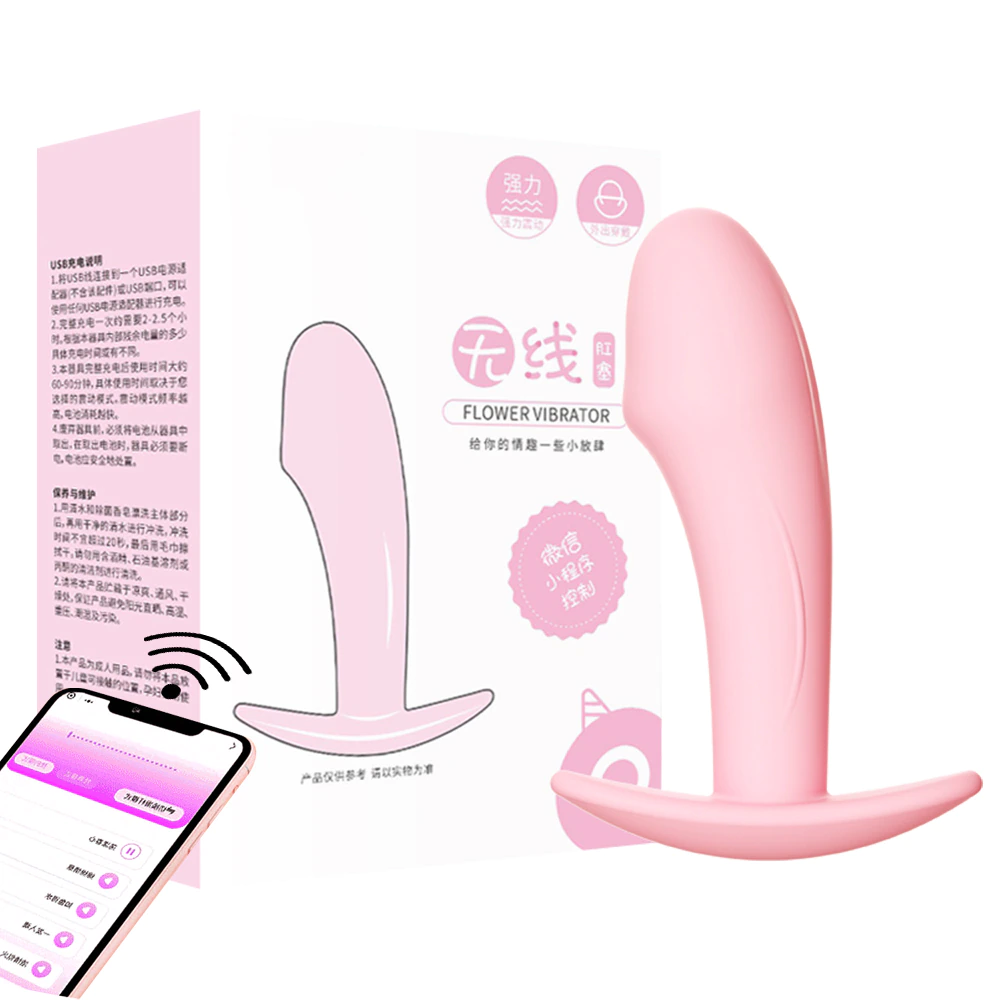 USB充电说明
1.将USB线连接到一个USB电源适
配器(不含该配件)或USB端口，可以
使用任何USB电源适配器进行充电。
2.完整充电一次约需要2-2.5个小
时，根据本器具内部残余电量的多少
具体充电时间或有不同。
3.本器具完整充电后使用时间大约
60-90分钟，具体使用时间取决于您
选择的震动模式。震动模式频率越
高，电池消耗越快。
4.废弃器具前，必须将电池从器具中
取出，在取出电池时，器具必须要断
电。电池应安全地处置。
保养与维护
1.用清水和除菌香皂漂洗主体部分
后，再用干净的清水进行冲洗，冲洗
时间不宜超过20秒，最后用毛巾擦
拭干。请勿用含酒精、石油基溶剂或
丙酮的清洁剂进行清洗。
2.请将本产品贮藏于凉爽、通风、干
燥处，保证产品避免阳光直晒、高温、
重压、潮湿及污染。
注意
1.本产品为成人用品，请勿将本品放
置于儿童可接触的位置，孕妇
强力
强力震动
外出穿戴
无线
肛塞
FLOWER VIBRATOR
给你的情趣一些小放肆
微信
小程序
控制
产品仅供参考 请以实物为准